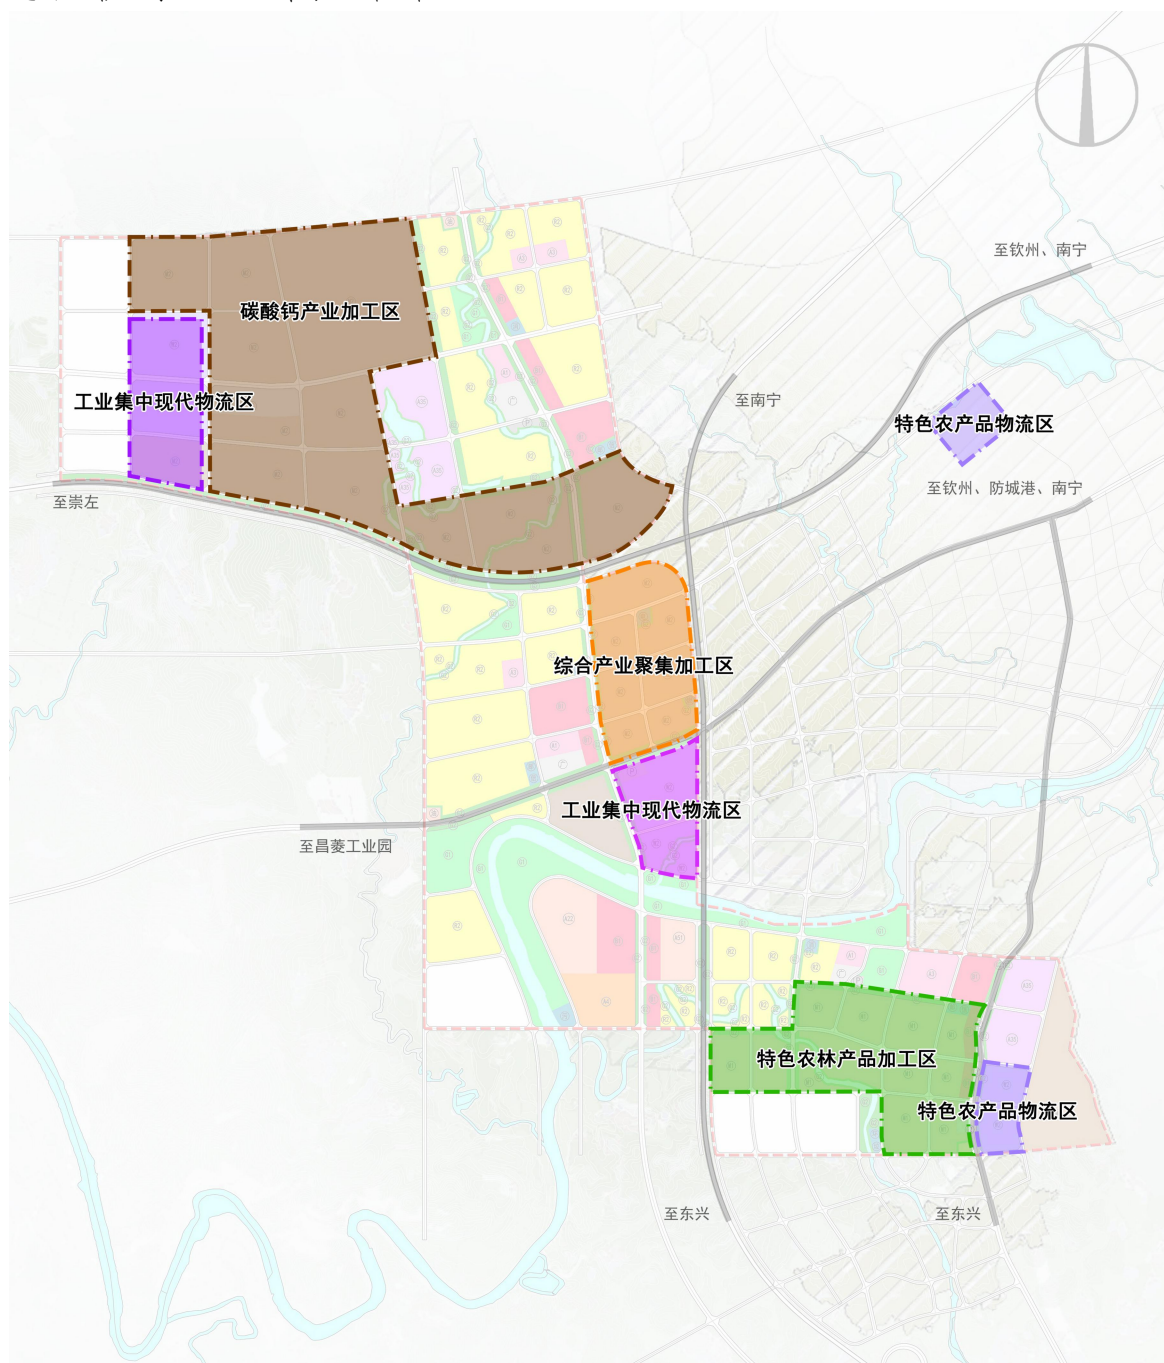 至钦州、南宁
碳酸钙产业加工区
工业集中现代物流区
至南宁
特色农产品物流区
至崇左
至钦州、防城港、南宁
综合产业聚集加工区
工业集中现代物流区
至昌菱工业园
特色农林产品加工区
特色农产品物流区
至东兴
至东兴